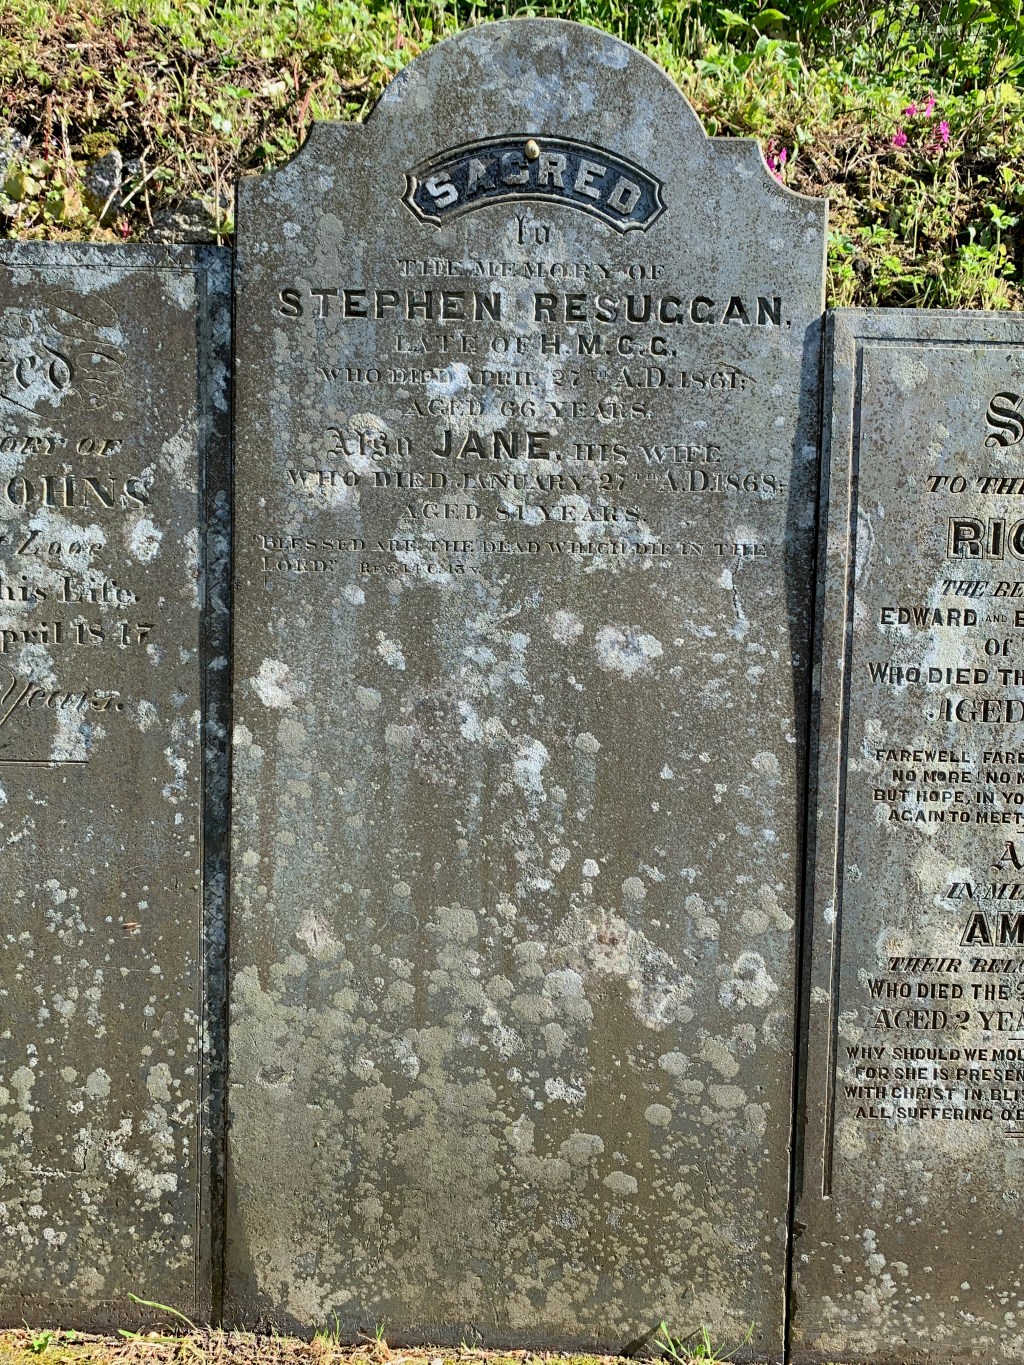 SACRED
To
THE MEMORY OF
STEPHEN RESUGGAN,
LATE OF H.M.C.C.
WHO DIED APRIL 27TH A.D. 1861;
AGED 66 YEARS.
Also JANE, HIS WIFE
WHO DIED JANUARY 27TH A.D. 1868;
AGED 81 YEARS.
"BLESSED ARE THE DEAD WHICH DIE IN THE
LORD."
ORY OF
OHNS
Looe
his Life.
pril 1847
Years.
TO THE
RIC
THE BE
EDWARD AND E
Of
WHO DIED TH
AGED
FAREWELL, FARE
NO MORE! NO M
BUT HOPE, IN YO
AGAIN TO MEET
A
IN ME
AM
THEIR BELO
WHO DIED THE
AGED 2 YEA
WHY SHOULD WE MOU
FOR SHE IS PRESEN
WITH CHRIST IN BLIS
ALL SUFFERING O'E